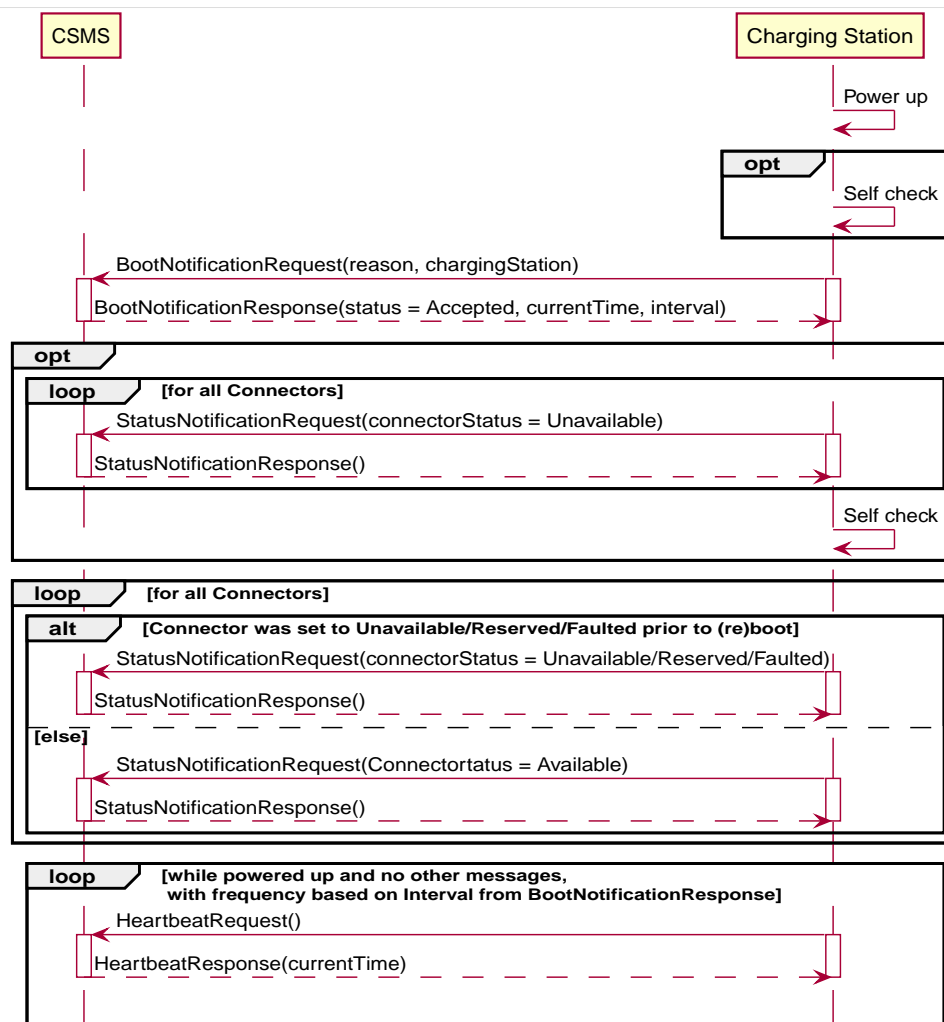 CSMS
Charging Station
Power up
opt
Self check
BootNotificationRequest(reason, chargingStation)
BootNotificationResponse(status = Accepted, currentTime, interval)
opt
loop [for all Connectors]
StatusNotificationRequest(connectorStatus = Unavailable)
StatusNotificationResponse()
Self check
loop [for all Connectors]
alt [Connector was set to Unavailable/Reserved/Faulted prior to (re)boot]
StatusNotificationRequest(connectorStatus = Unavailable/Reserved/Faulted)
StatusNotificationResponse()
[else]
StatusNotificationRequest(Connectortatus = Available)
StatusNotificationResponse()
loop [while powered up and no other messages,
with frequency based on Interval from BootNotificationResponse]
HeartbeatRequest()
HeartbeatResponse(currentTime)